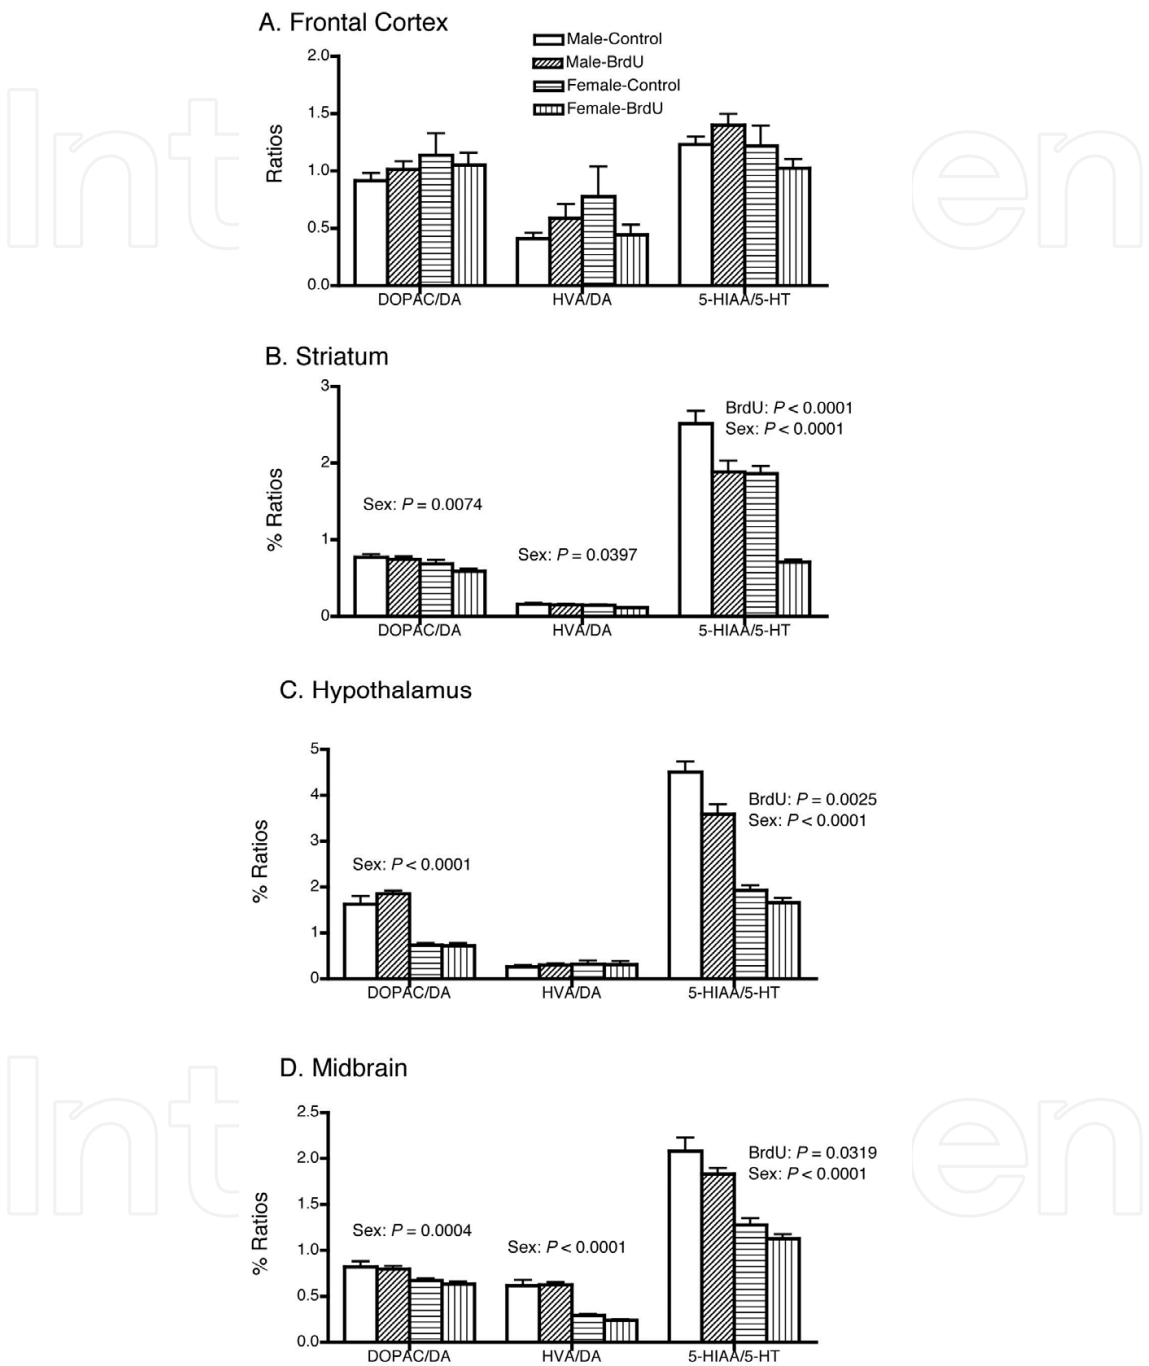 A. Frontal Cortex
Male-Control
Male-BrdU
Female-Control
Female-BrdU
Ratios
2.0
1.5
1.0
0.5
0.0
DOPAC/DA
HVA/DA
5-HIAA/5-HT
B. Striatum
% Ratios
3
2
1
0
BrdU: P < 0.0001
Sex: P < 0.0001
Sex: P = 0.0074
Sex: P = 0.0397
DOPAC/DA
HVA/DA
5-HIAA/5-HT
C. Hypothalamus
% Ratios
5
4
3
2
1
0
BrdU: P = 0.0025
Sex: P < 0.0001
Sex: P < 0.0001
DOPAC/DA
HVA/DA
5-HIAA/5-HT
D. Midbrain
% Ratios
2.5
2.0
1.5
1.0
0.5
0.0
BrdU: P = 0.0319
Sex: P < 0.0001
Sex: P = 0.0004
Sex: P < 0.0001
DOPAC/DA
HVA/DA
5-HIAA/5-HT
Int
en
Int
en